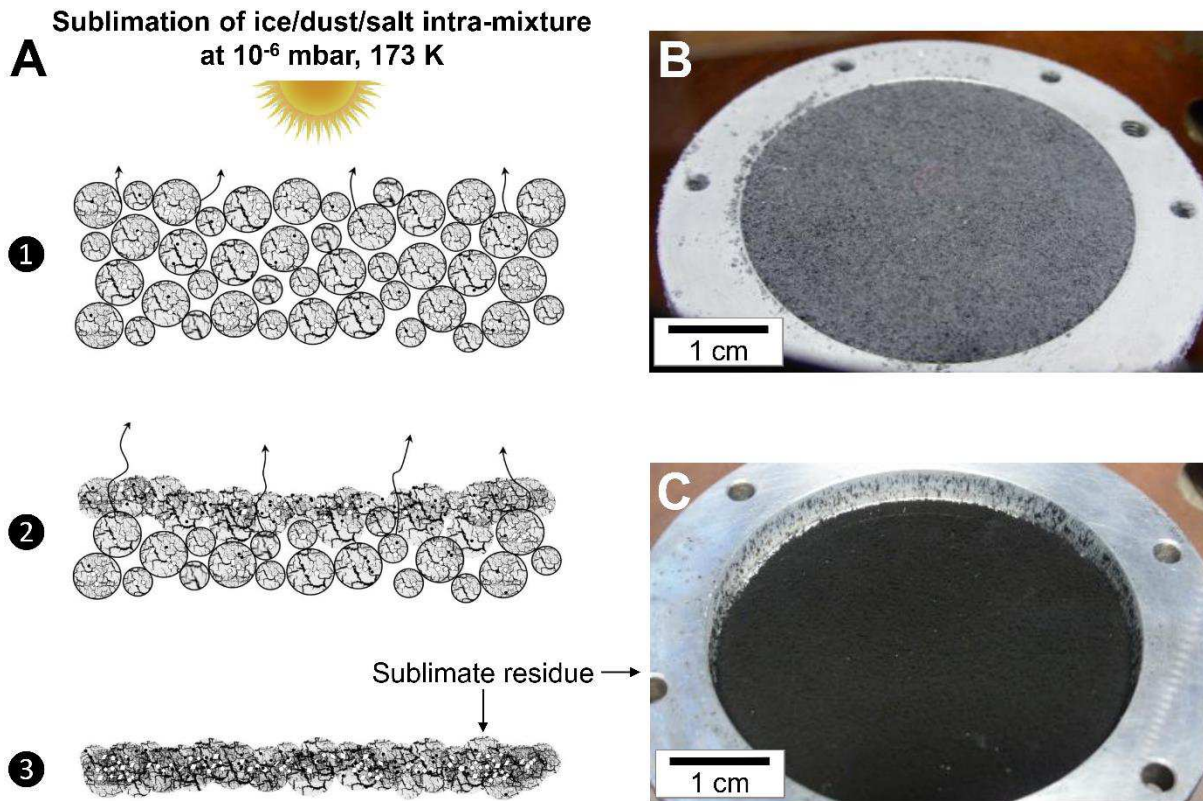 Sublimation of ice/dust/salt intra-mixture
at 10⁻⁶ mbar, 173 K
A
1
2
3
Sublimate residue
B
1 cm
C
1 cm